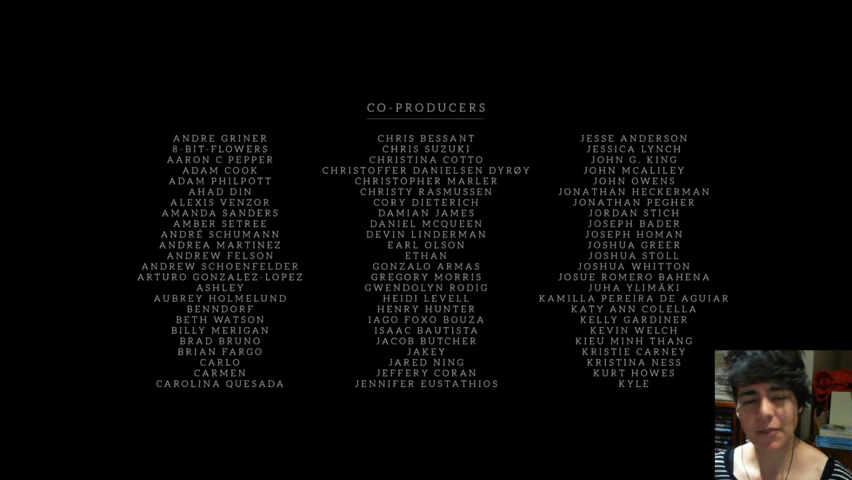 CO-PRODUCERS
ANDRE GRINER
8-BIT-FLOWERS
AARON C PEPPER
ADAM COOK
ADAM PHILPOTT
AHAD DIN
ALEXIS VENZOR
AMANDA SANDERS
AMBER SETREE
ANDRÉ SCHUMANN
ANDREA MARTINEZ
ANDREW FELSON
ANDREW SCHOENFELDER
ARTURO GONZALEZ-LOPEZ
ASHLEY
AUBREY HOLMELUND
BENNDORF
BETH WATSON
BILLY MERIGAN
BRAD BRUNO
BRIAN FARGO
CARLO
CARMEN
CAROLINA QUESADA
CHRIS BESSANT
CHRIS SUZUKI
CHRISTINA COTTO
CHRISTOFFER DANIELSEN DYRØY
CHRISTOPHER MARLER
CHRISTY RASMUSSEN
CORY DIETERICH
DAMIAN JAMES
DANIEL MCQUEEN
DEVIN LINDERMAN
EARL OLSON
ETHAN
GONZALO ARMAS
GREGORY MORRIS
GWENDOLYN RODIG
HEIDI LEVELL
HENRY HUNTER
IAGO FOXO BOUZA
ISAAC BAUTISTA
JACOB BUTCHER
JAKEY
JARED NING
JEFFERY CORAN
JENNIFER EUSTATHIOS
JESSE ANDERSON
JESSICA LYNCH
JOHN G. KING
JOHN MCALILEY
JOHN OWENS
JONATHAN HECKERMAN
JONATHAN PEGHER
JORDAN STICH
JOSEPH BADER
JOSEPH HOMAN
JOSHUA GREER
JOSHUA STOLL
JOSHUA WHITTON
JOSUE ROMERO BAHENA
JUHA YLIMÄKI
KAMILLA PEREIRA DE AGUIAR
KATY ANN COLELLA
KELLY GARDINER
KEVIN WELCH
KIEU MINH THANG
KRISTIE CARNEY
KRISTINA NESS
KURT HOWES
KYLE